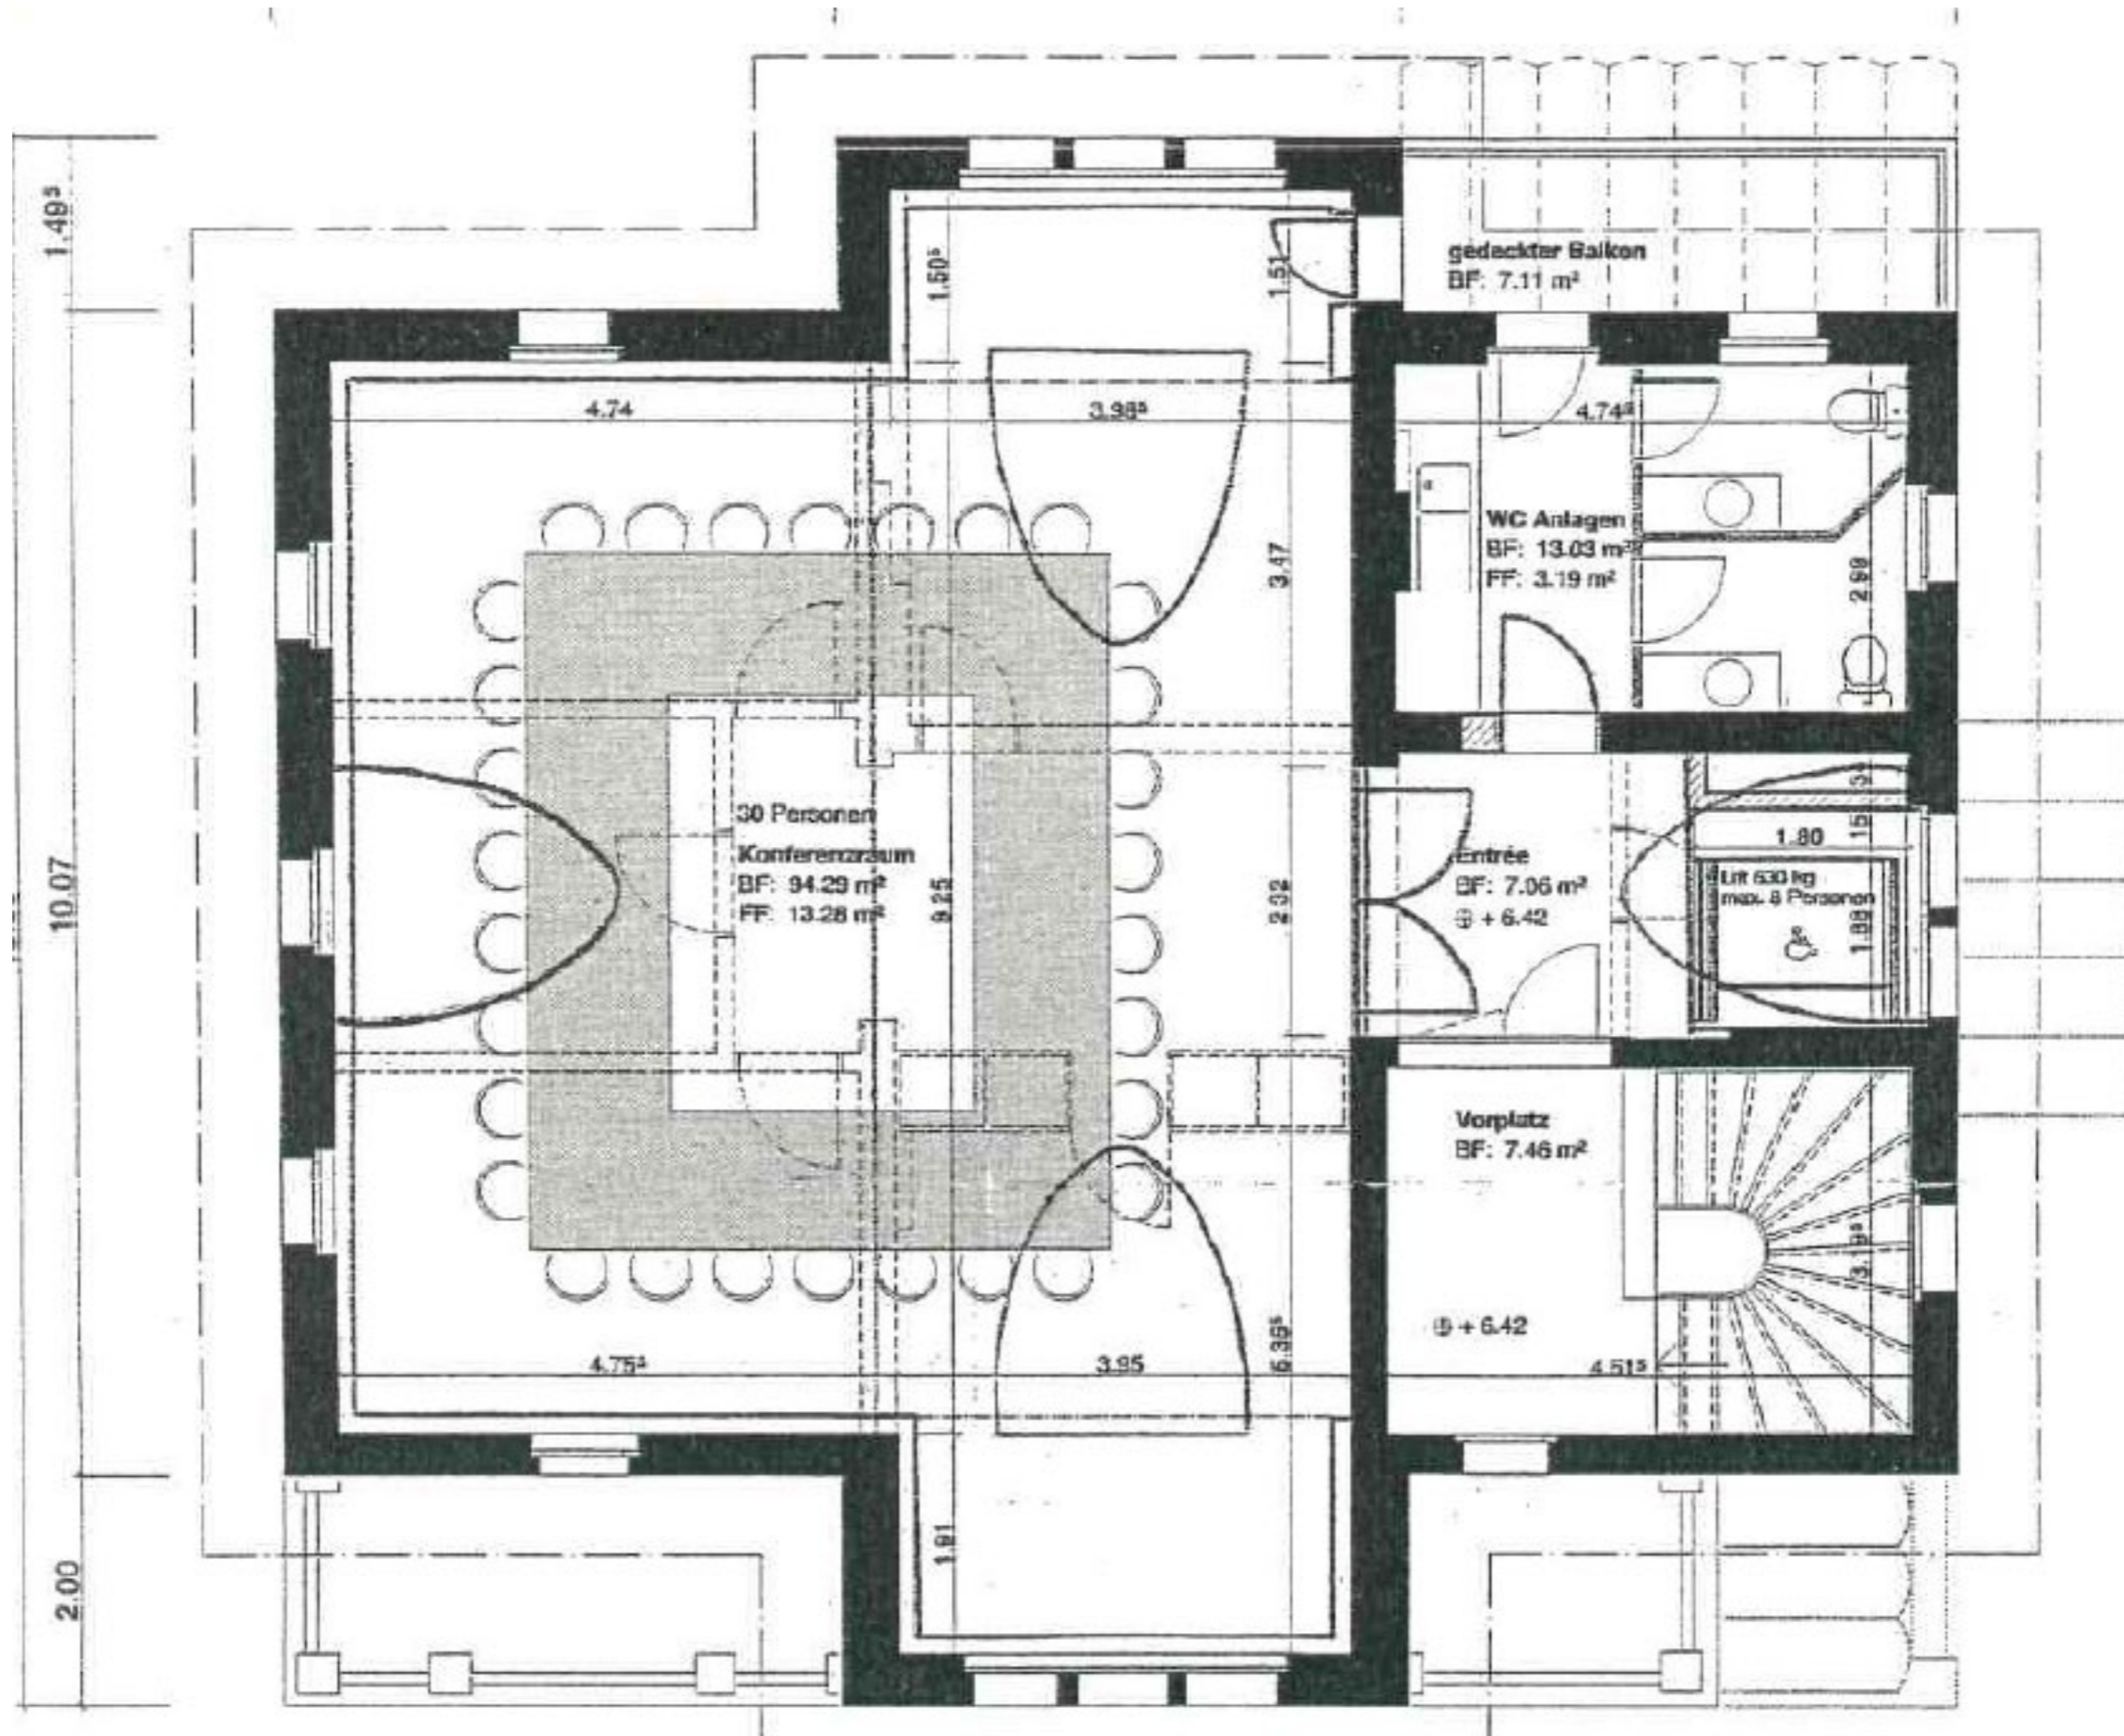 1.49⁵
10.07
2.00
gedeckter Balkon
BF: 7.11 m²
1.50⁵
1.51
4.74
3.98⁵
4.74⁵
WC Anlagen
BF: 13.03 m²
FF: 3.19 m²
3.47
2.99
30 Personen
Konferenzraum
BF: 94.29 m²
FF: 13.28 m²
9.25
2.02
Entrée
BF: 7.06 m²
+ 6.42
1.80
Lift 630 kg
max. 8 Personen
1.88
Vorplatz
BF: 7.46 m²
+ 6.42
3.19⁵
4.75⁵
3.95
4.51⁵
1.91